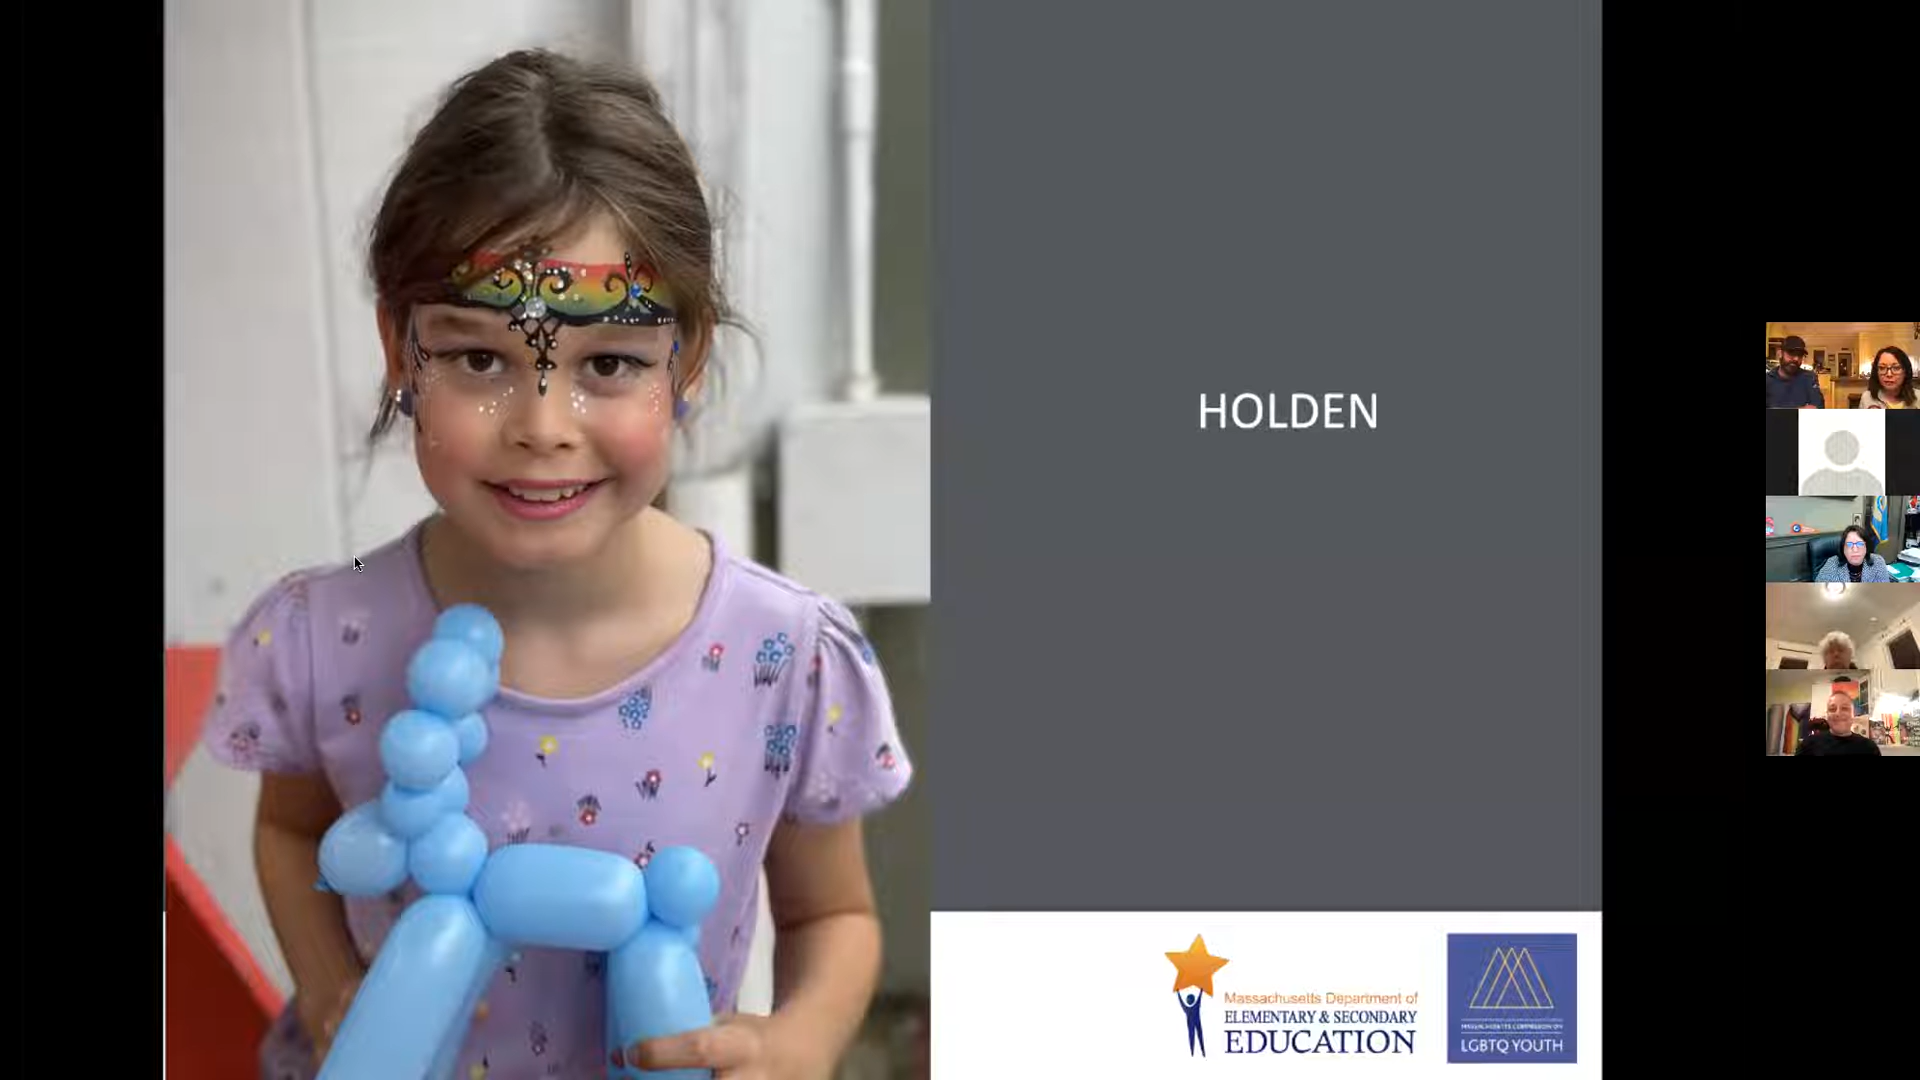 HOLDEN
Massachusetts Department of
ELEMENTARY & SECONDARY
EDUCATION
MASSACHUSETTS COMMISSION ON
LGBTQ YOUTH